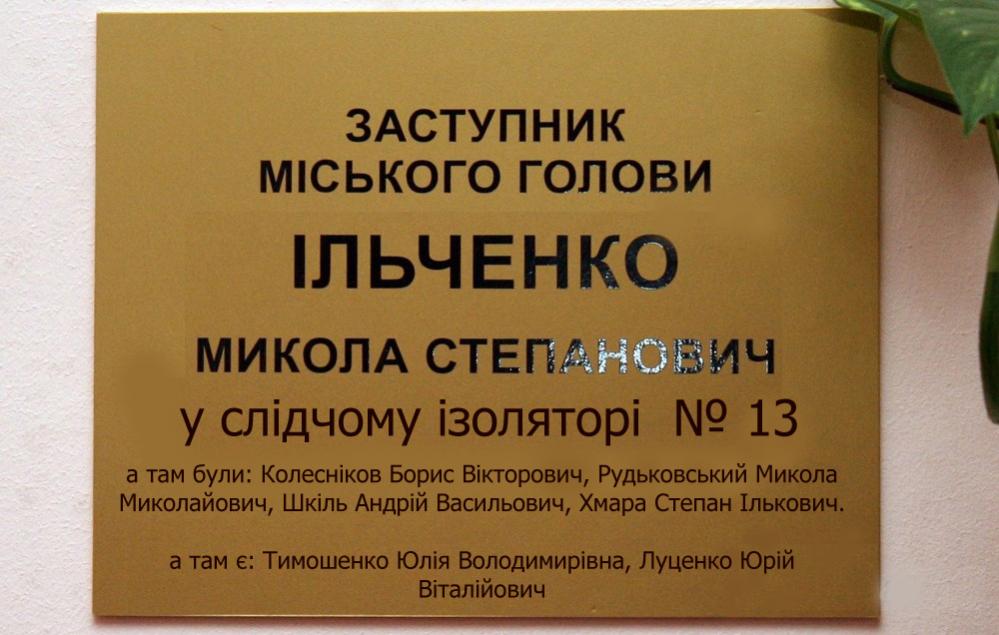 ЗАСТУПНИК
МІСЬКОГО ГОЛОВИ
ІЛЬЧЕНКО
МИКОЛА СТЕПАНОВИЧ
у слідчому ізоляторі № 13
а там були: Колесніков Борис Вікторович, Рудьковський Микола
Миколайович, Шкіль Андрій Васильович, Хмара Степан Ількович.
а там є: Тимошенко Юлія Володимирівна, Луценко Юрій
Віталійович